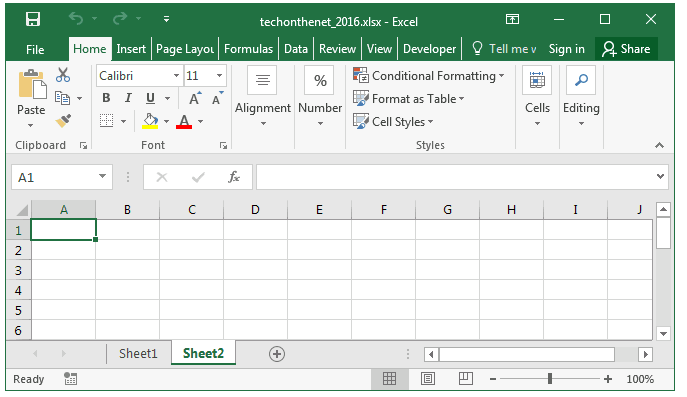 techonthenet_2016.xlsx - Excel
File Home Insert Page Layou Formulas Data Review View Developer Tell me v Sign in Share
Paste
Clipboard
Calibri 11
B I U A A
A
Font
Alignment
% Number
Conditional Formatting
Format as Table
Cell Styles
Styles
Cells
Editing
A1 fx
A B C D E F G H I J
1
2
3
4
5
6
Sheet1 Sheet2
Ready 100%